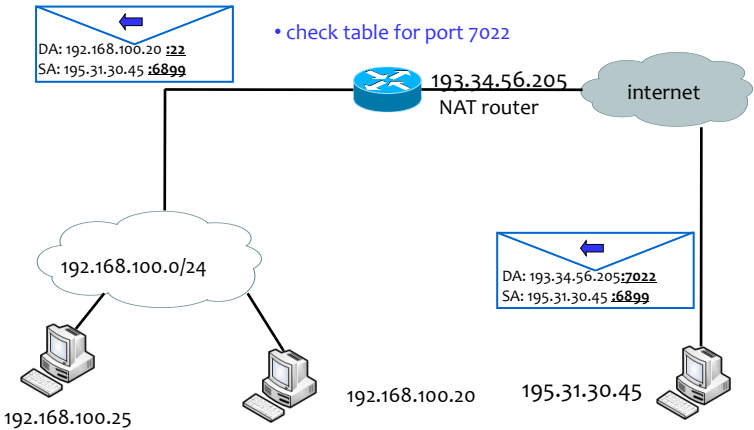 DA: 192.168.100.20 :22
SA: 195.31.30.45 :6899
• check table for port 7022
193.34.56.205
NAT router
internet
192.168.100.0/24
DA: 193.34.56.205:7022
SA: 195.31.30.45 :6899
192.168.100.25
192.168.100.20
195.31.30.45